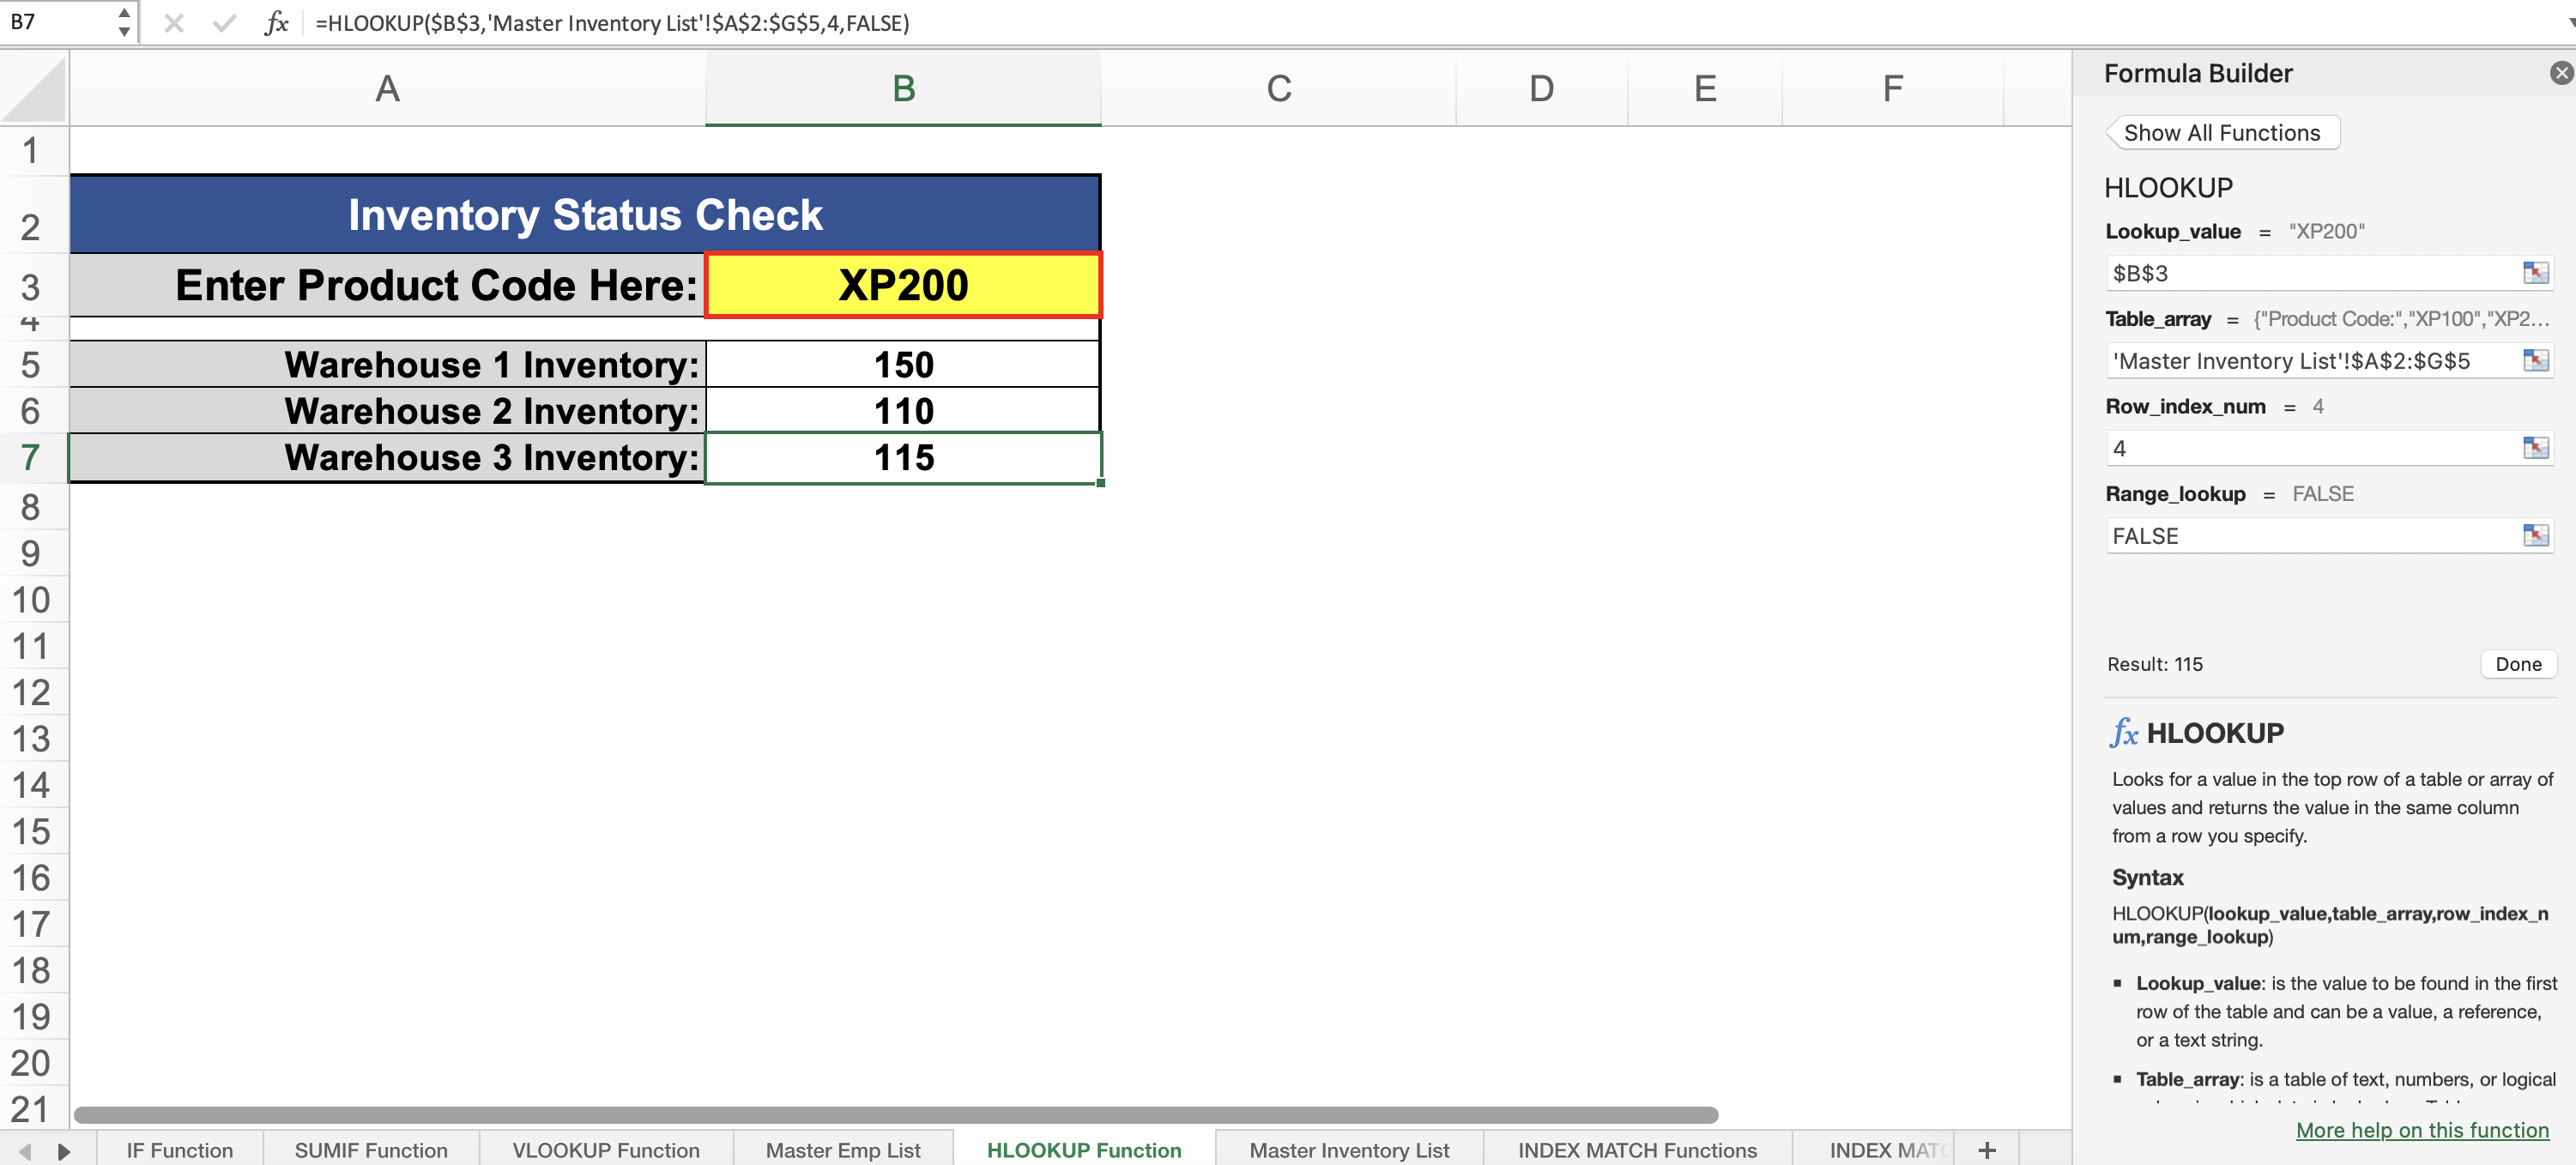 B7
fx =HLOOKUP($B$3,'Master Inventory List'!$A$2:$G$5,4,FALSE)
A B C D E F
1
2 Inventory Status Check
3 Enter Product Code Here: XP200
4
5 Warehouse 1 Inventory: 150
6 Warehouse 2 Inventory: 110
7 Warehouse 3 Inventory: 115
8
9
10
11
12
13
14
15
16
17
18
19
20
21
IF Function SUMIF Function VLOOKUP Function Master Emp List HLOOKUP Function Master Inventory List INDEX MATCH Functions INDEX MATC +
Formula Builder
Show All Functions
HLOOKUP
Lookup_value = "XP200"
$B$3
Table_array = {"Product Code:","XP100","XP2...
'Master Inventory List'!$A$2:$G$5
Row_index_num = 4
4
Range_lookup = FALSE
FALSE
Result: 115 Done
fx HLOOKUP
Looks for a value in the top row of a table or array of
values and returns the value in the same column
from a row you specify.
Syntax
HLOOKUP(lookup_value,table_array,row_index_n
um,range_lookup)
▪ Lookup_value: is the value to be found in the first
row of the table and can be a value, a reference,
or a text string.
▪ Table_array: is a table of text, numbers, or logical
More help on this function